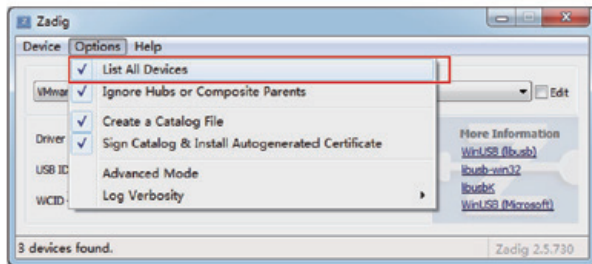 Zadig
Device Options Help
List All Devices
Ignore Hubs or Composite Parents
Create a Catalog File
Sign Catalog & Install Autogenerated Certificate
Advanced Mode
Log Verbosity
VMwar
Edit
Driver
USB ID
WCID
More Information
WinUSB (libusb)
libusb-win32
libusbK
WinUSB (Microsoft)
3 devices found.
Zadig 2.5.730